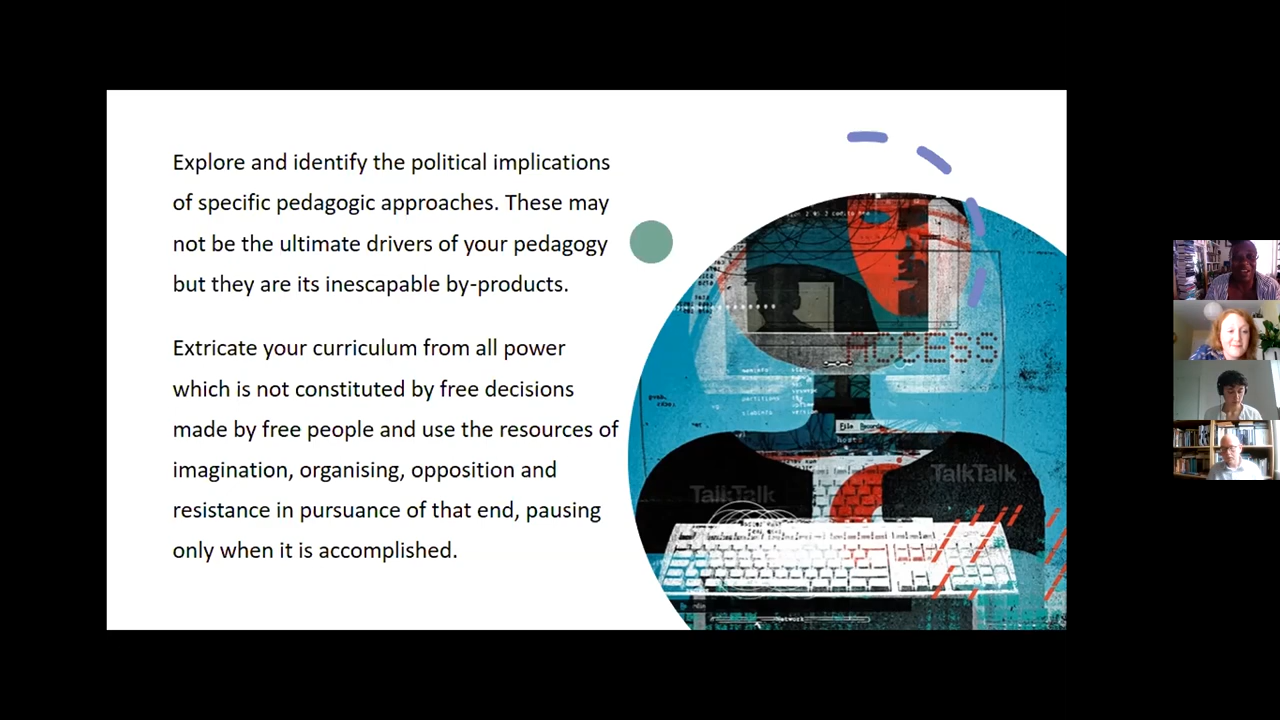 Explore and identify the political implications
of specific pedagogic approaches. These may
not be the ultimate drivers of your pedagogy
but they are its inescapable by-products.
Extricate your curriculum from all power
which is not constituted by free decisions
made by free people and use the resources of
imagination, organising, opposition and
resistance in pursuance of that end, pausing
only when it is accomplished.
ACCESS
File Recorder
TalkTalk
TalkTalk
Network